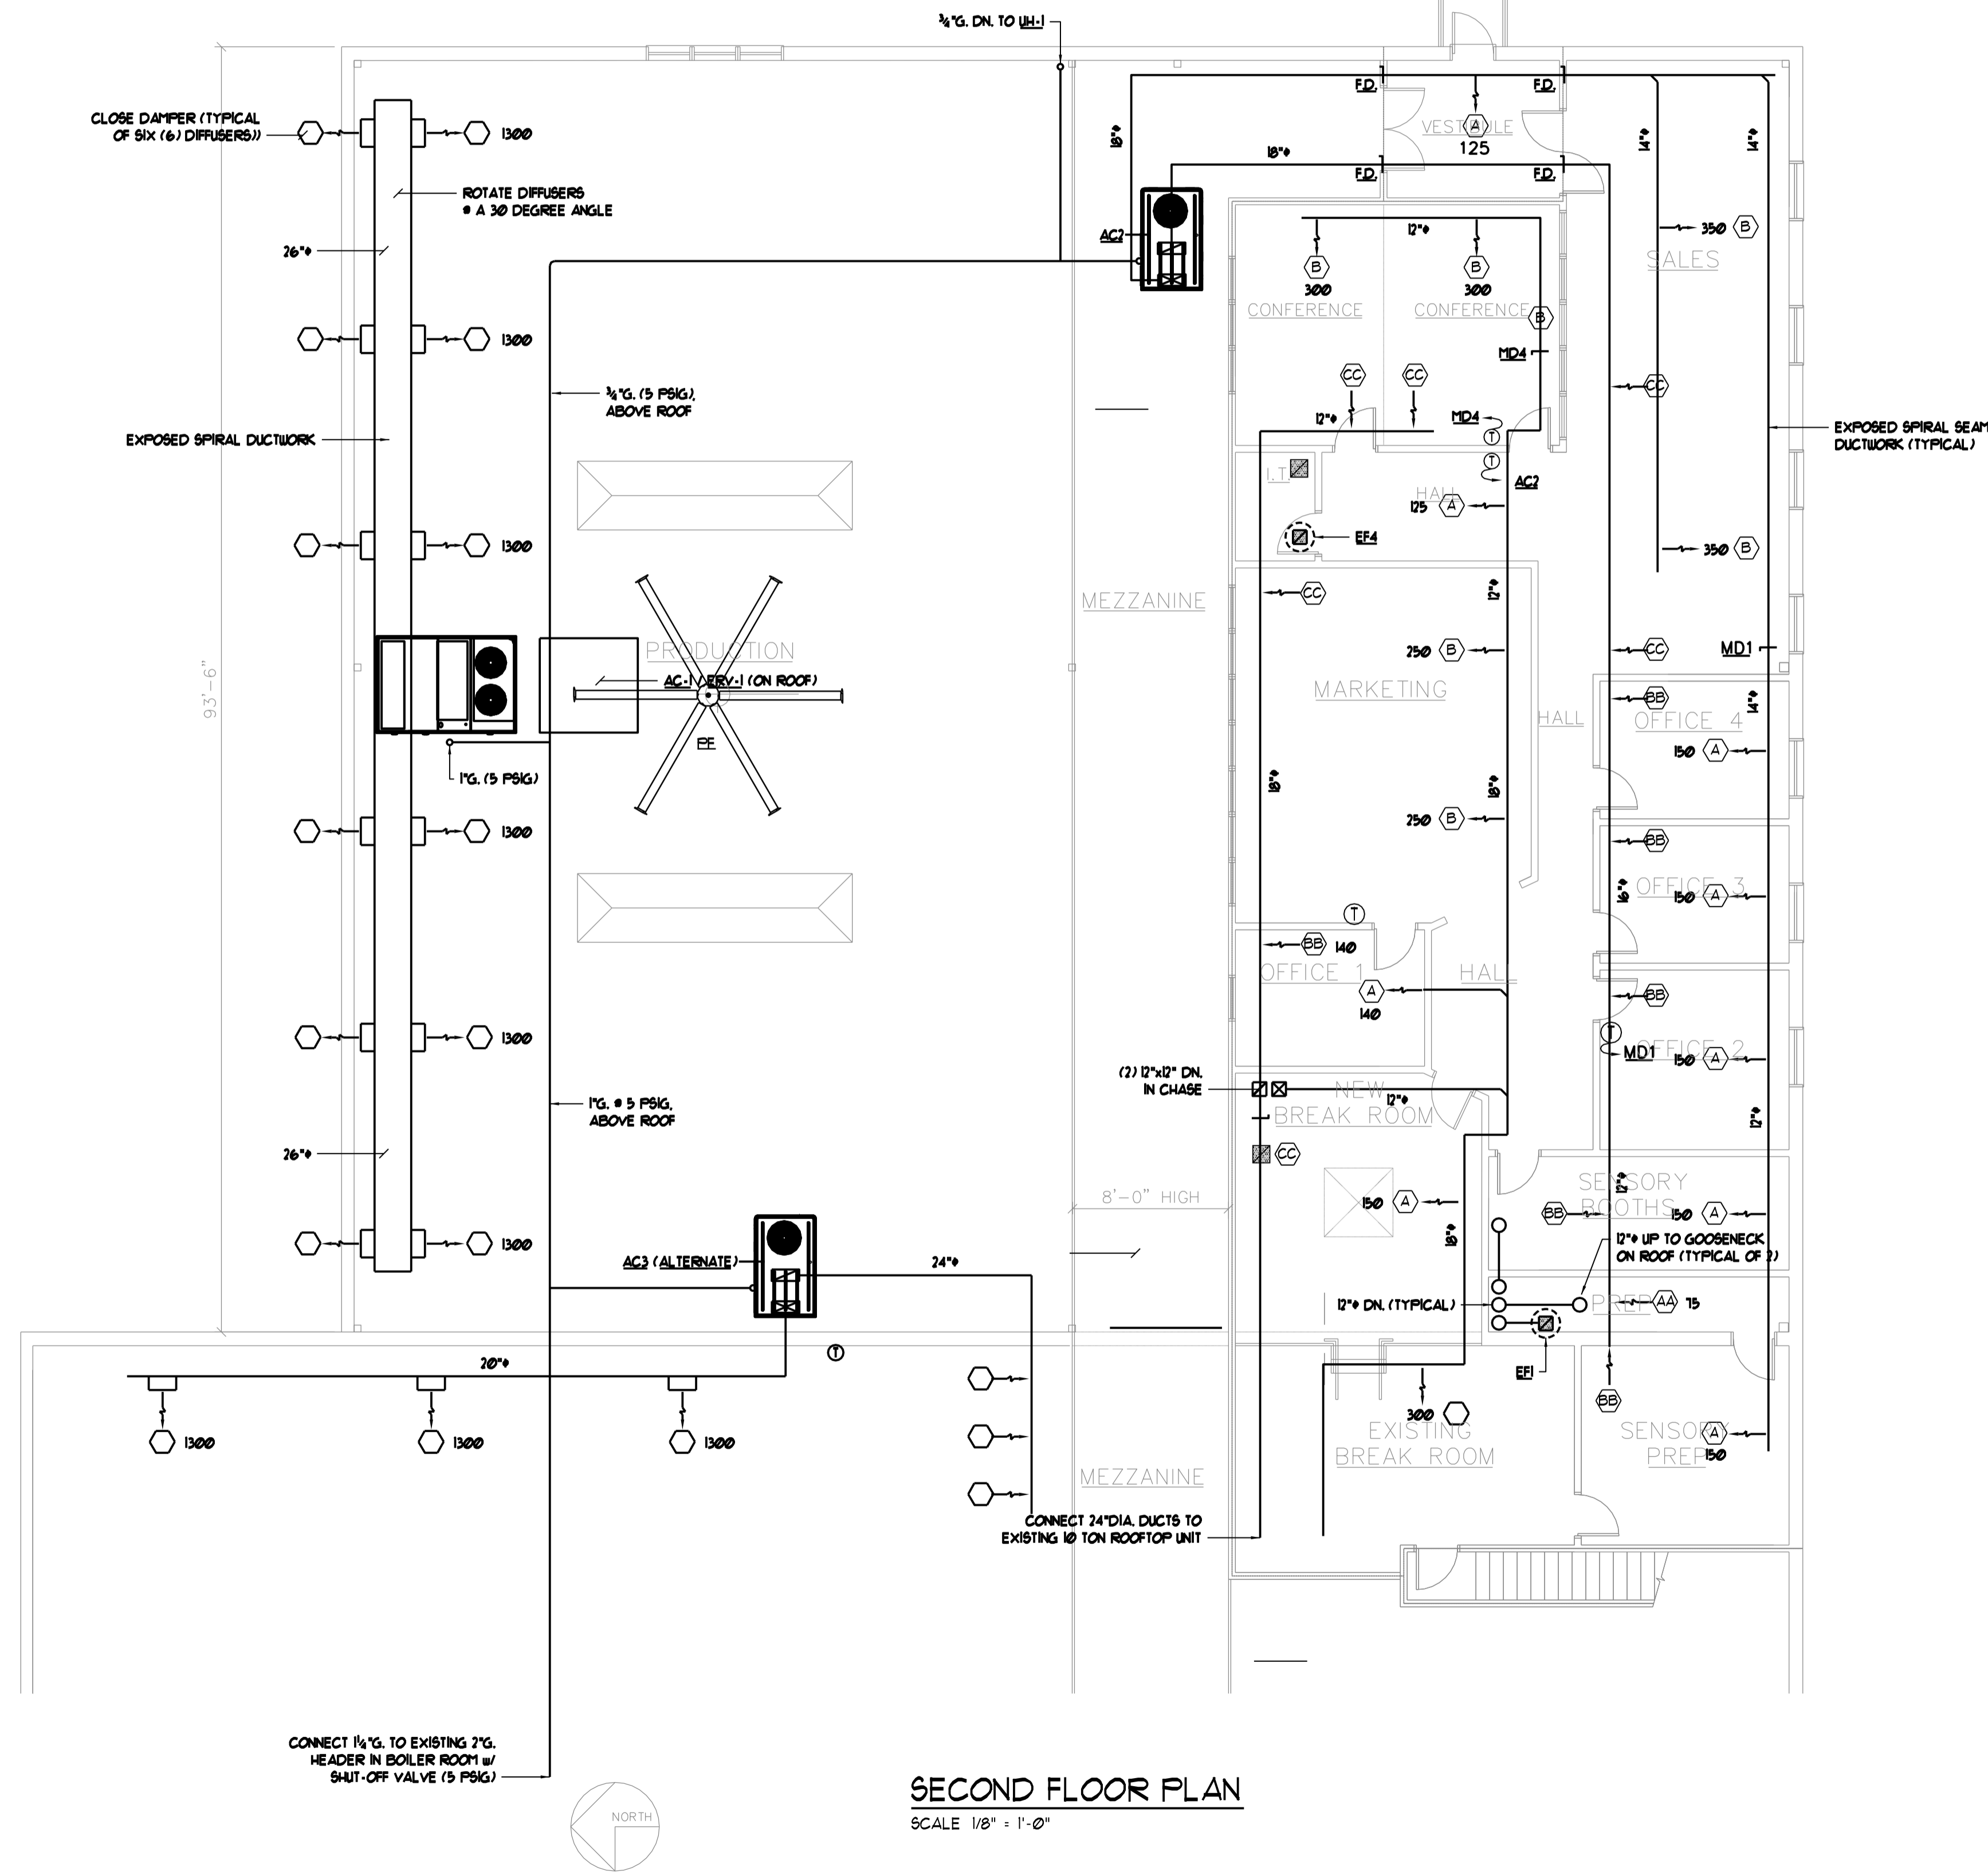 ¾"G. DN. TO UH-1
CLOSE DAMPER (TYPICAL
OF SIX (6) DIFFUSERS))
1300
ROTATE DIFFUSERS
@ A 30 DEGREE ANGLE
26"ø
1300
¾"G. (5 PSIG),
ABOVE ROOF
EXPOSED SPIRAL DUCTWORK
1300
93'-6"
PRODUCTION
AC-1 / ERV-1 (ON ROOF)
PF
1"G. (5 PSIG)
1300
1300
1"G. @ 5 PSIG,
ABOVE ROOF
26"ø
1300
AC3 (ALTERNATE)
24"ø
20"ø
T
1300
1300
1300
CONNECT 24"DIA. DUCTS TO
EXISTING 10 TON ROOFTOP UNIT
MEZZANINE
MEZZANINE
8'-0" HIGH
18"ø
F.D.
F.D.
VESTIBULE
A
125
18"ø
F.D.
F.D.
14"ø
14"ø
AC2
12"ø
B
300
B
300
CONFERENCE
CONFERENCE
B
MD4
350
B
SALES
CC
CC
12"ø
MD4
T
T
AC2
CC
EXPOSED SPIRAL SEAM
DUCTWORK (TYPICAL)
I.T.
HALL
125
A
EF4
350
B
CC
12"ø
250
B
CC
MD1
MARKETING
HALL
BB
OFFICE 4
14"ø
150
A
18"ø
18"ø
250
B
BB
16"ø
OFFICE 3
150
A
T
BB
140
OFFICE 1
HALL
A
140
BB
T
MD1
OFFICE 2
150
A
(2) 12"x12" DN.
IN CHASE
NEW
BREAK ROOM
12"ø
12"ø
CC
150
A
18"ø
SENSORY
BOOTHS
12"ø
BB
150
A
12"ø UP TO GOOSENECK
ON ROOF (TYPICAL OF 2)
12"ø DN. (TYPICAL)
PREP
AA
75
EF1
BB
300
EXISTING
BREAK ROOM
SENSORY
PREP
A
150
CONNECT 1¼"G. TO EXISTING 2"G.
HEADER IN BOILER ROOM w/
SHUT-OFF VALVE (5 PSIG)
NORTH
SECOND FLOOR PLAN
SCALE 1/8" = 1'-0"